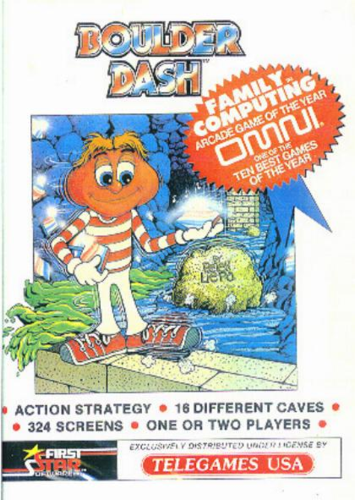 BOULDER
DASH™
FAMILY
COMPUTING
ARCADE GAME OF THE YEAR
OMNI.
ONE OF THE
TEN BEST GAMES
OF THE YEAR
• ACTION STRATEGY • 16 DIFFERENT CAVES •
• 324 SCREENS • ONE OR TWO PLAYERS •
FIRST
STAR
EXCLUSIVELY DISTRIBUTED UNDER LICENSE BY
TELEGAMES USA